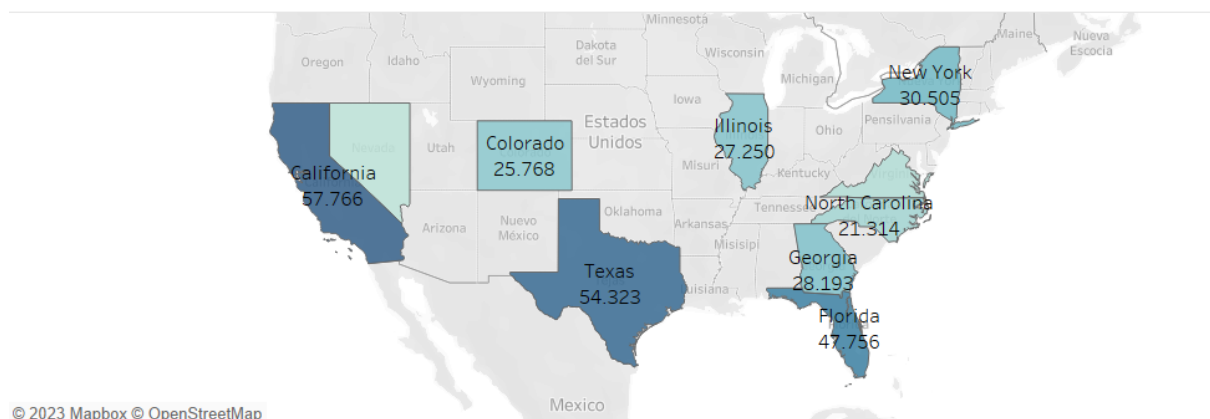 Minnesota
Maine
Nueva
Escocia
Oregon
Idaho
Dakota
del Sur
Wisconsin
Wyoming
Michigan
New York
30.505
Iowa
Illinois
27.250
Ohio
Pensilvania
Nevada
Utah
Colorado
25.768
Estados
Unidos
California
57.766
Misuri
Kentucky
Virginia
North Carolina
21.314
Arizona
Nuevo
México
Oklahoma
Tennessee
Arkansas
Misisipi
Georgia
28.193
Texas
54.323
Luisiana
Florida
47.756
Mexico
© 2023 Mapbox © OpenStreetMap